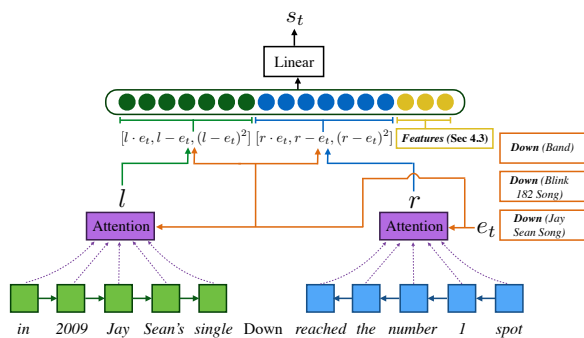 s_t
Linear
[l · e_t, l − e_t, (l − e_t)^2] [r · e_t, r − e_t, (r − e_t)^2] Features (Sec 4.3)
Down (Band)
Down (Blink 182 Song)
Down (Jay Sean Song)
l
r
Attention
Attention
e_t
in 2009 Jay Sean's single Down reached the number 1 spot